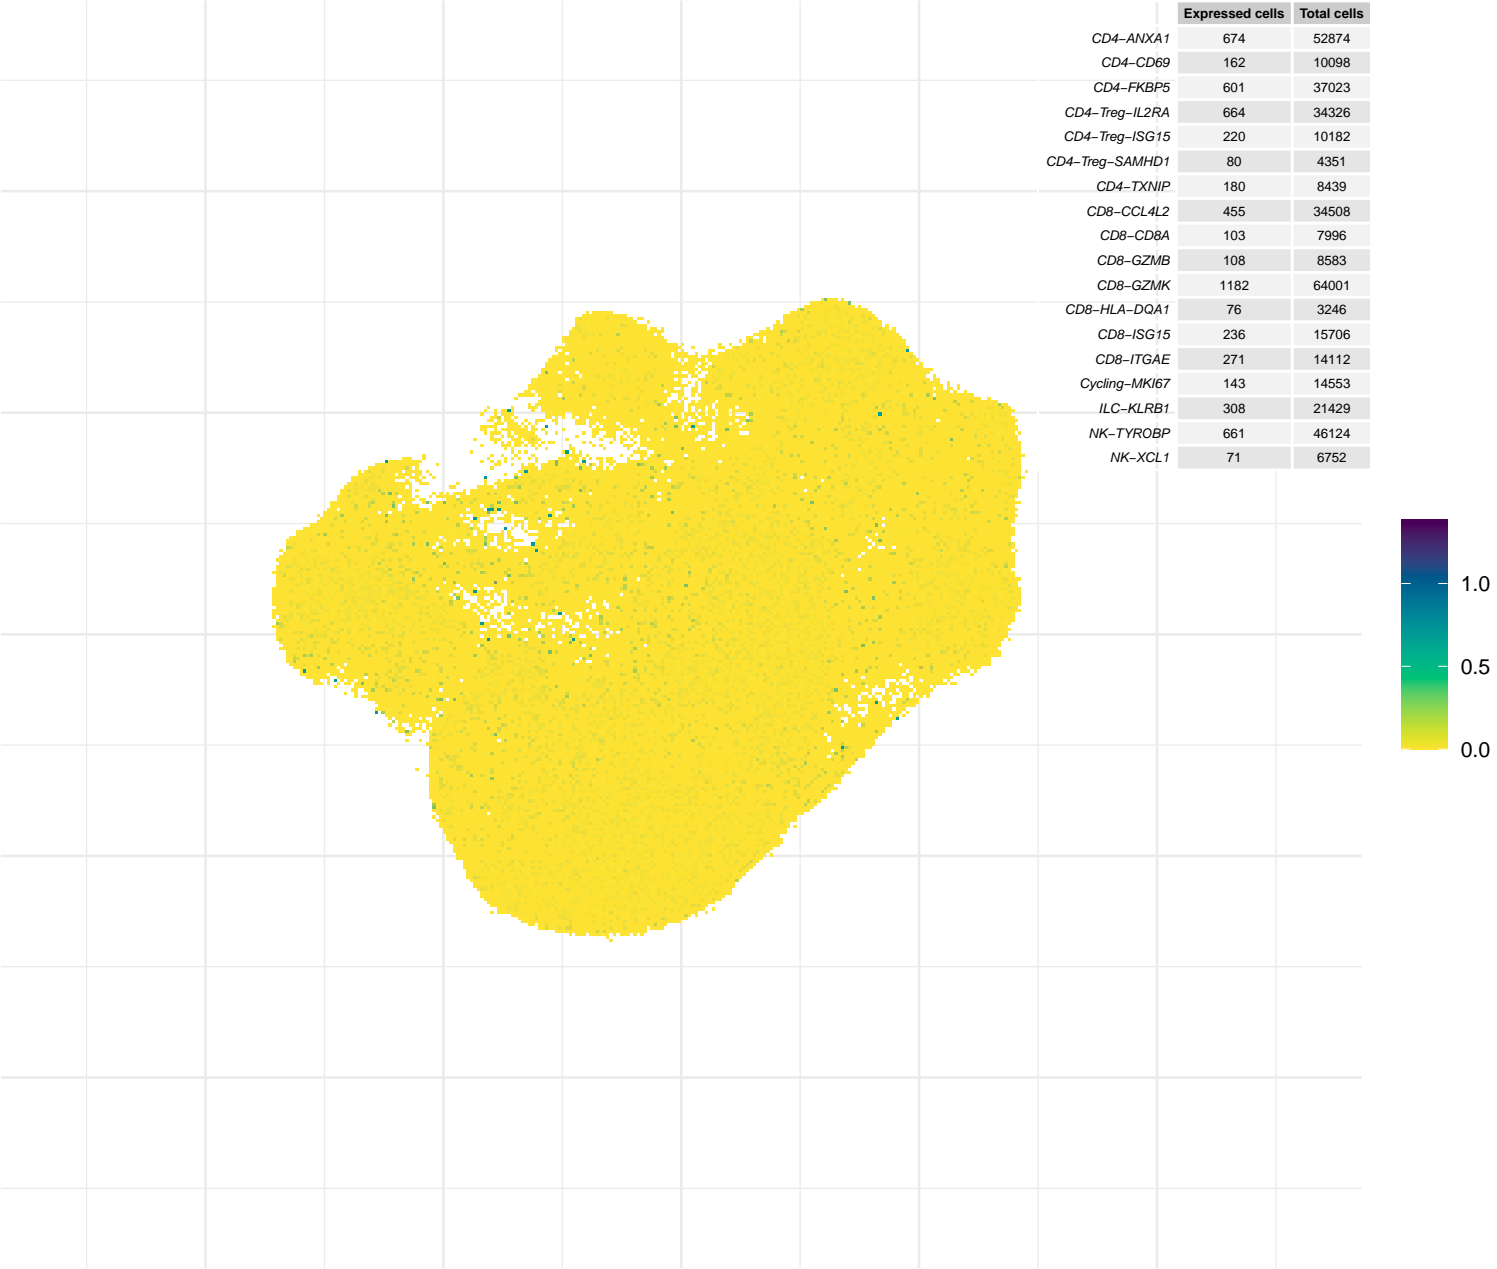 Expressed cells Total cells
CD4−ANXA1 674 52874
CD4−CD69 162 10098
CD4−FKBP5 601 37023
CD4−Treg−IL2RA 664 34326
CD4−Treg−ISG15 220 10182
CD4−Treg−SAMHD1 80 4351
CD4−TXNIP 180 8439
CD8−CCL4L2 455 34508
CD8−CD8A 103 7996
CD8−GZMB 108 8583
CD8−GZMK 1182 64001
CD8−HLA−DQA1 76 3246
CD8−ISG15 236 15706
CD8−ITGAE 271 14112
Cycling−MKI67 143 14553
ILC−KLRB1 308 21429
NK−TYROBP 661 46124
NK−XCL1 71 6752
1.0
0.5
0.0